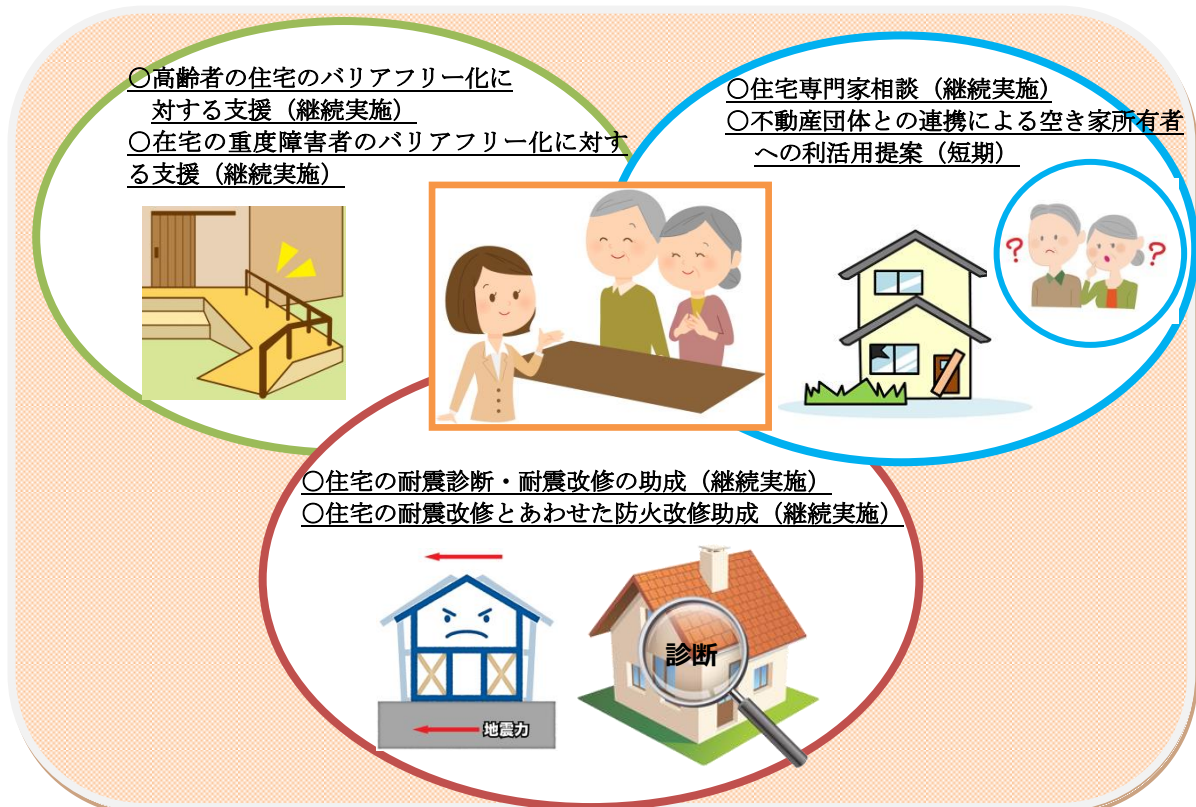 〇高齢者の住宅のバリアフリー化に
対する支援（継続実施）
〇在宅の重度障害者のバリアフリー化に対す
る支援（継続実施）
〇住宅専門家相談（継続実施）
〇不動産団体との連携による空き家所有者
への利活用提案（短期）
?
?
〇住宅の耐震診断・耐震改修の助成（継続実施）
〇住宅の耐震改修とあわせた防火改修助成（継続実施）
診断
地震力